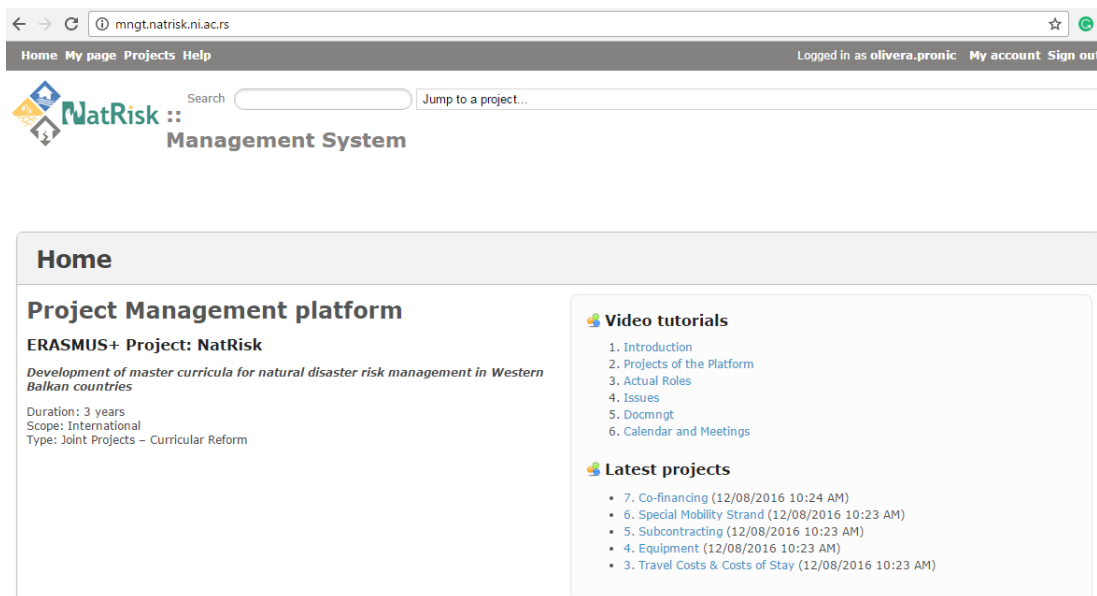 mngt.natrisk.ni.ac.rs
Home My page Projects Help
Logged in as olivera.pronic My account Sign out
Search
Jump to a project...
NatRisk ::
Management System
Home
Project Management platform
ERASMUS+ Project: NatRisk
Development of master curricula for natural disaster risk management in Western
Balkan countries
Duration: 3 years
Scope: International
Type: Joint Projects – Curricular Reform
Video tutorials
1. Introduction
2. Projects of the Platform
3. Actual Roles
4. Issues
5. Docmngt
6. Calendar and Meetings
Latest projects
• 7. Co-financing (12/08/2016 10:24 AM)
• 6. Special Mobility Strand (12/08/2016 10:23 AM)
• 5. Subcontracting (12/08/2016 10:23 AM)
• 4. Equipment (12/08/2016 10:23 AM)
• 3. Travel Costs & Costs of Stay (12/08/2016 10:23 AM)